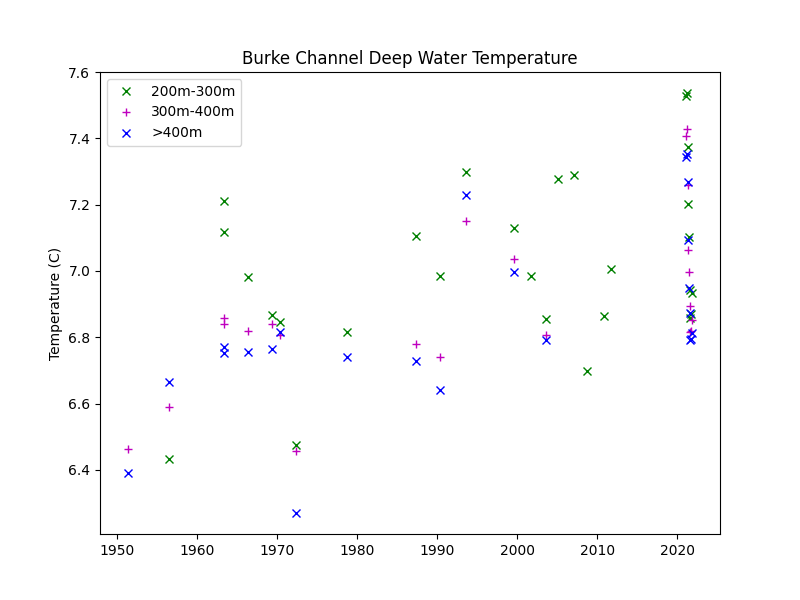 Burke Channel Deep Water Temperature
200m-300m
300m-400m
>400m
Temperature (C)
7.6
7.4
7.2
7.0
6.8
6.6
6.4
1950 1960 1970 1980 1990 2000 2010 2020